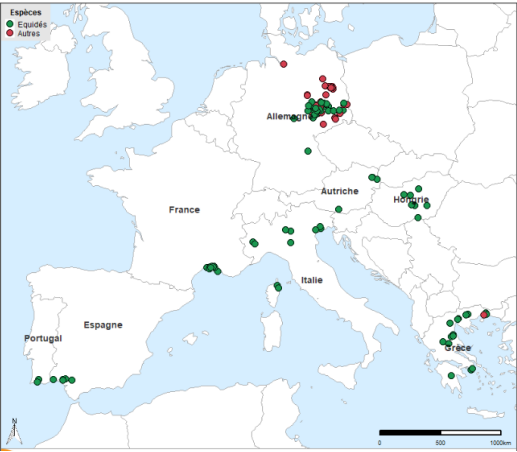 Espèces
Equidés
Autres
Allemagne
Autriche
Hongrie
France
Italie
Espagne
Portugal
Grèce
N
0 500 1000km